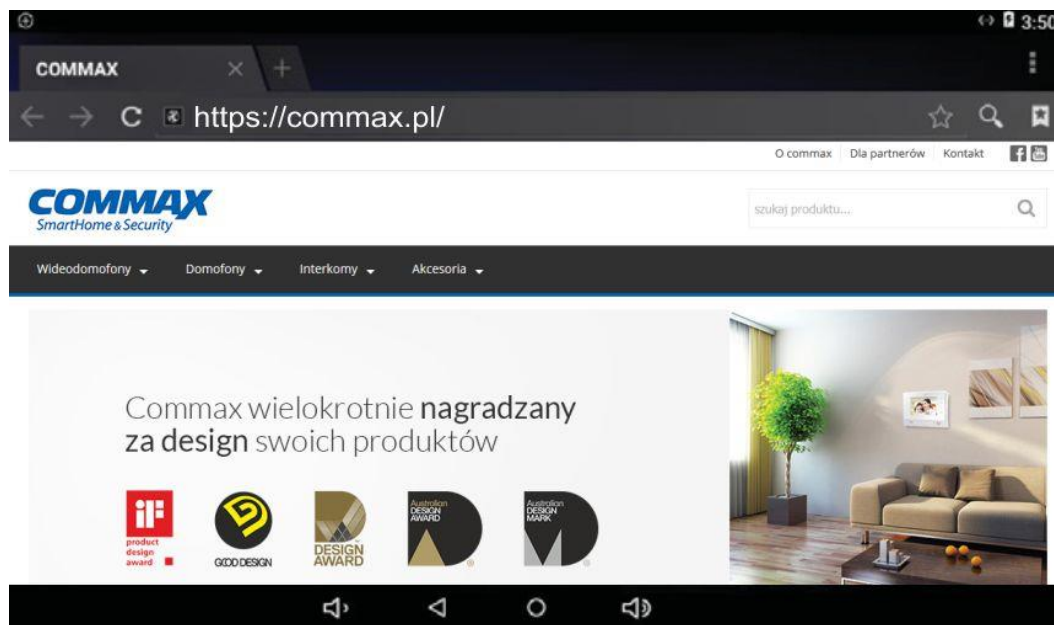 3:50
COMMAX
https://commax.pl/
O commax Dla partnerów Kontakt
COMMAX
SmartHome & Security
szukaj produktu...
Wideodomofony Domofony Interkomy Akcesoria
Commax wielokrotnie nagradzany
za design swoich produktów
iF
product
design
award
GOOD DESIGN
DESIGN
AWARD
Australian
DESIGN
AWARD
Australian
DESIGN
MARK